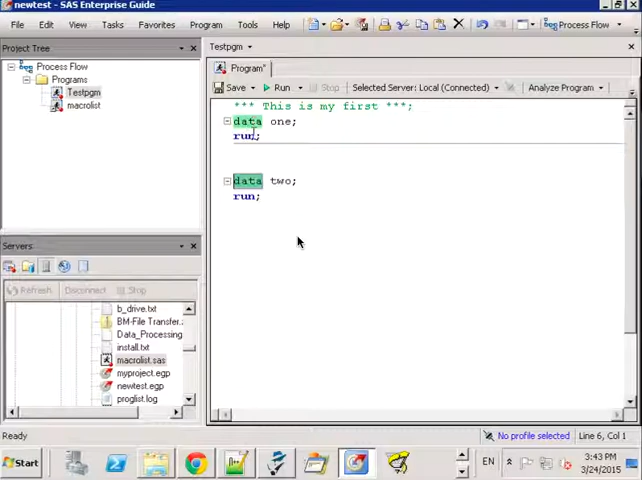 newtest - SAS Enterprise Guide
File Edit View Tasks Favorites Program Tools Process Flow
Project Tree
Process Flow
Programs
Testpgm
macrolist
Servers
Refresh Disconnect Stop
b_drive.txt
BM-File Transfer.
Data_Processing
install.txt
macrolist.sas
myproject.egp
newtest.egp
proglist.log
Testpgm
Program*
Save Run Stop Selected Server: Local (Connected) Analyze Program
*** This is my first ***;
data one;
run;
data two;
run;
Ready No profile selected Line 6, Col 1
Start EN 3:43 PM
3/24/2015